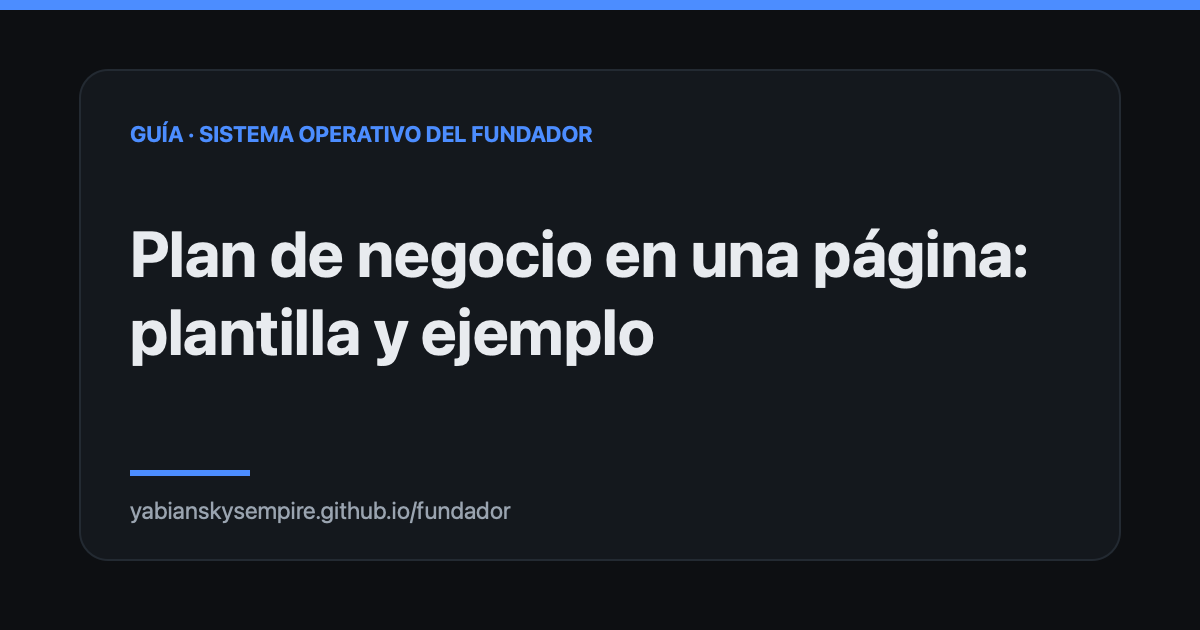 GUÍA · SISTEMA OPERATIVO DEL FUNDADOR
Plan de negocio en una página:
plantilla y ejemplo
yabianskysempire.github.io/fundador